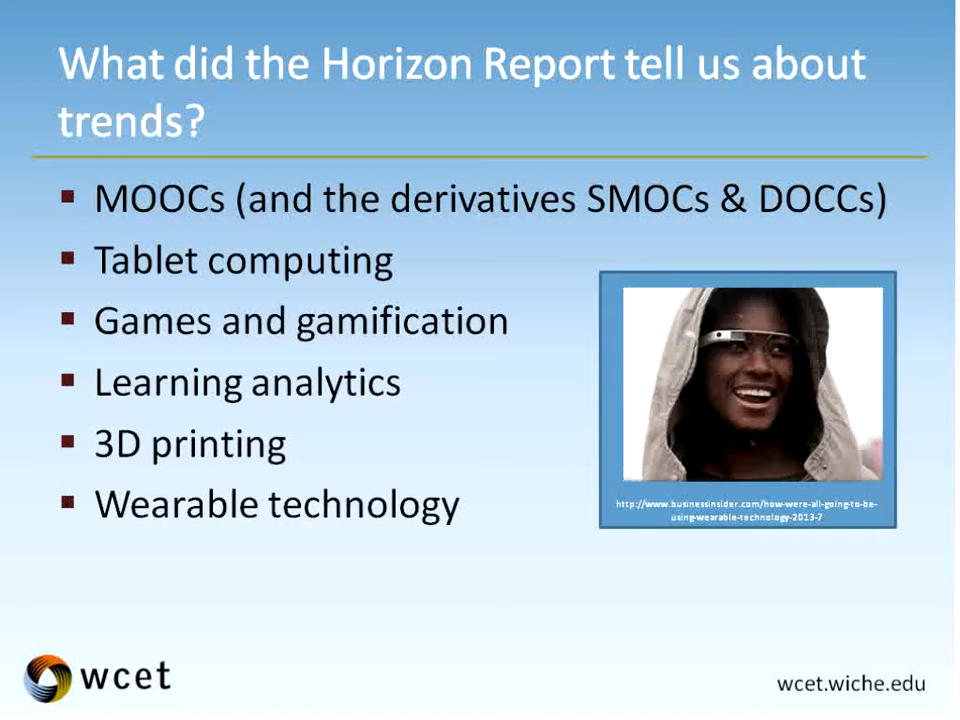 What did the Horizon Report tell us about
trends?
▪ MOOCs (and the derivatives SMOCs & DOCCs)
▪ Tablet computing
▪ Games and gamification
▪ Learning analytics
▪ 3D printing
▪ Wearable technology
http://www.businessinsider.com/how-were-all-going-to-be-
using-wearable-technology-2013-7
wcet
wcet.wiche.edu